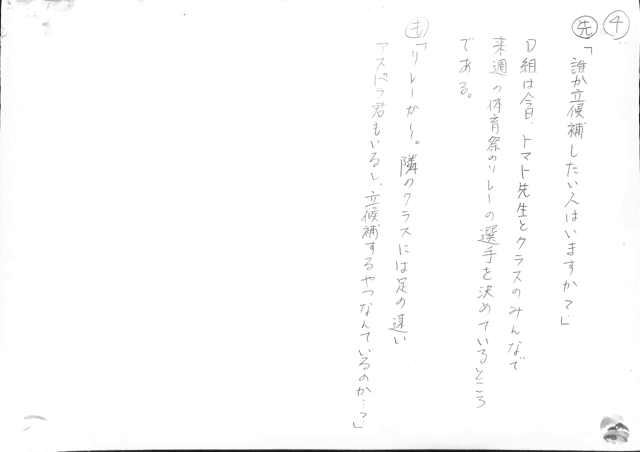 ④
㊛「誰か立候補したい人はいますか？」
D組は今日、トマト先生とクラスのみんなで
来週の体育祭のリレーの選手を決めているところ
である。
も「リレーか〜。隣のクラスには足の速い
アスパラ君もいるし、立候補するやつなんているのか…？」